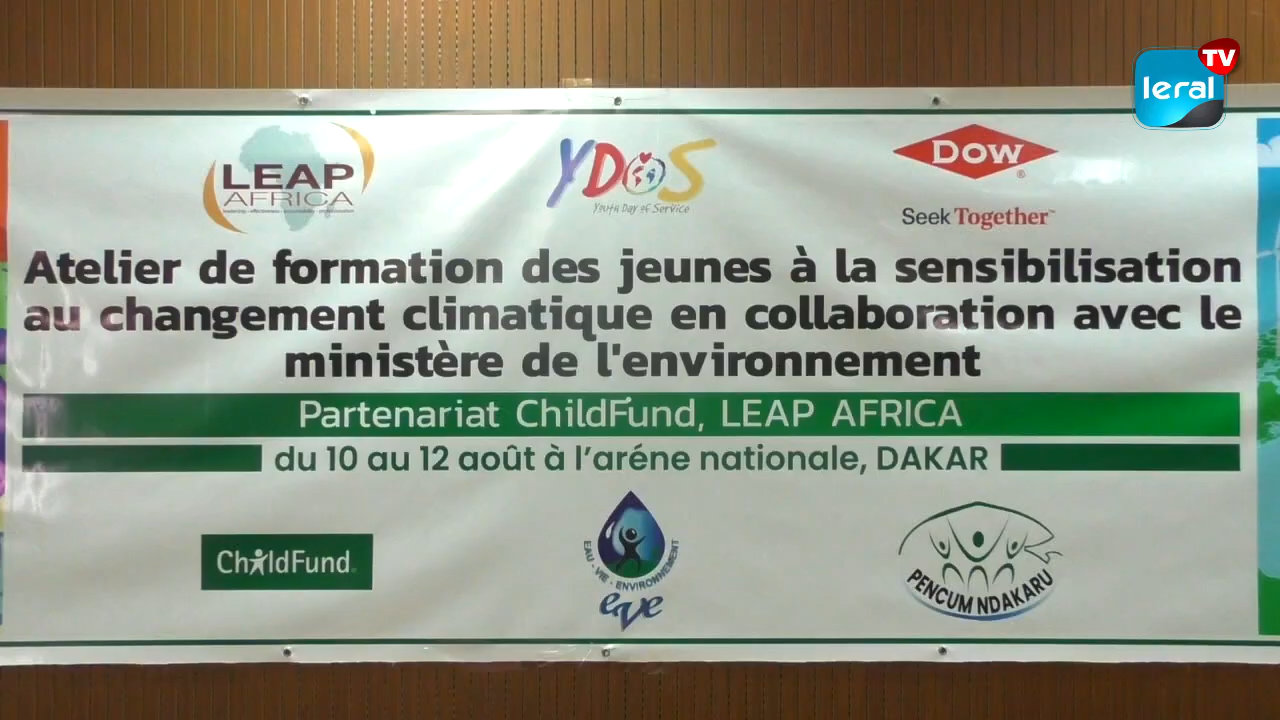 TV
leral
LEAP
AFRICA
YDOS
Youth Day of Service
DOW
Seek Together™
Atelier de formation des jeunes à la sensibilisation
au changement climatique en collaboration avec le
ministère de l'environnement
Partenariat ChildFund, LEAP AFRICA
du 10 au 12 août à l'aréne nationale, DAKAR
ChildFund
EAU - VIE - ENVIRONNEMENT
eve
PENCUM NDAKARU